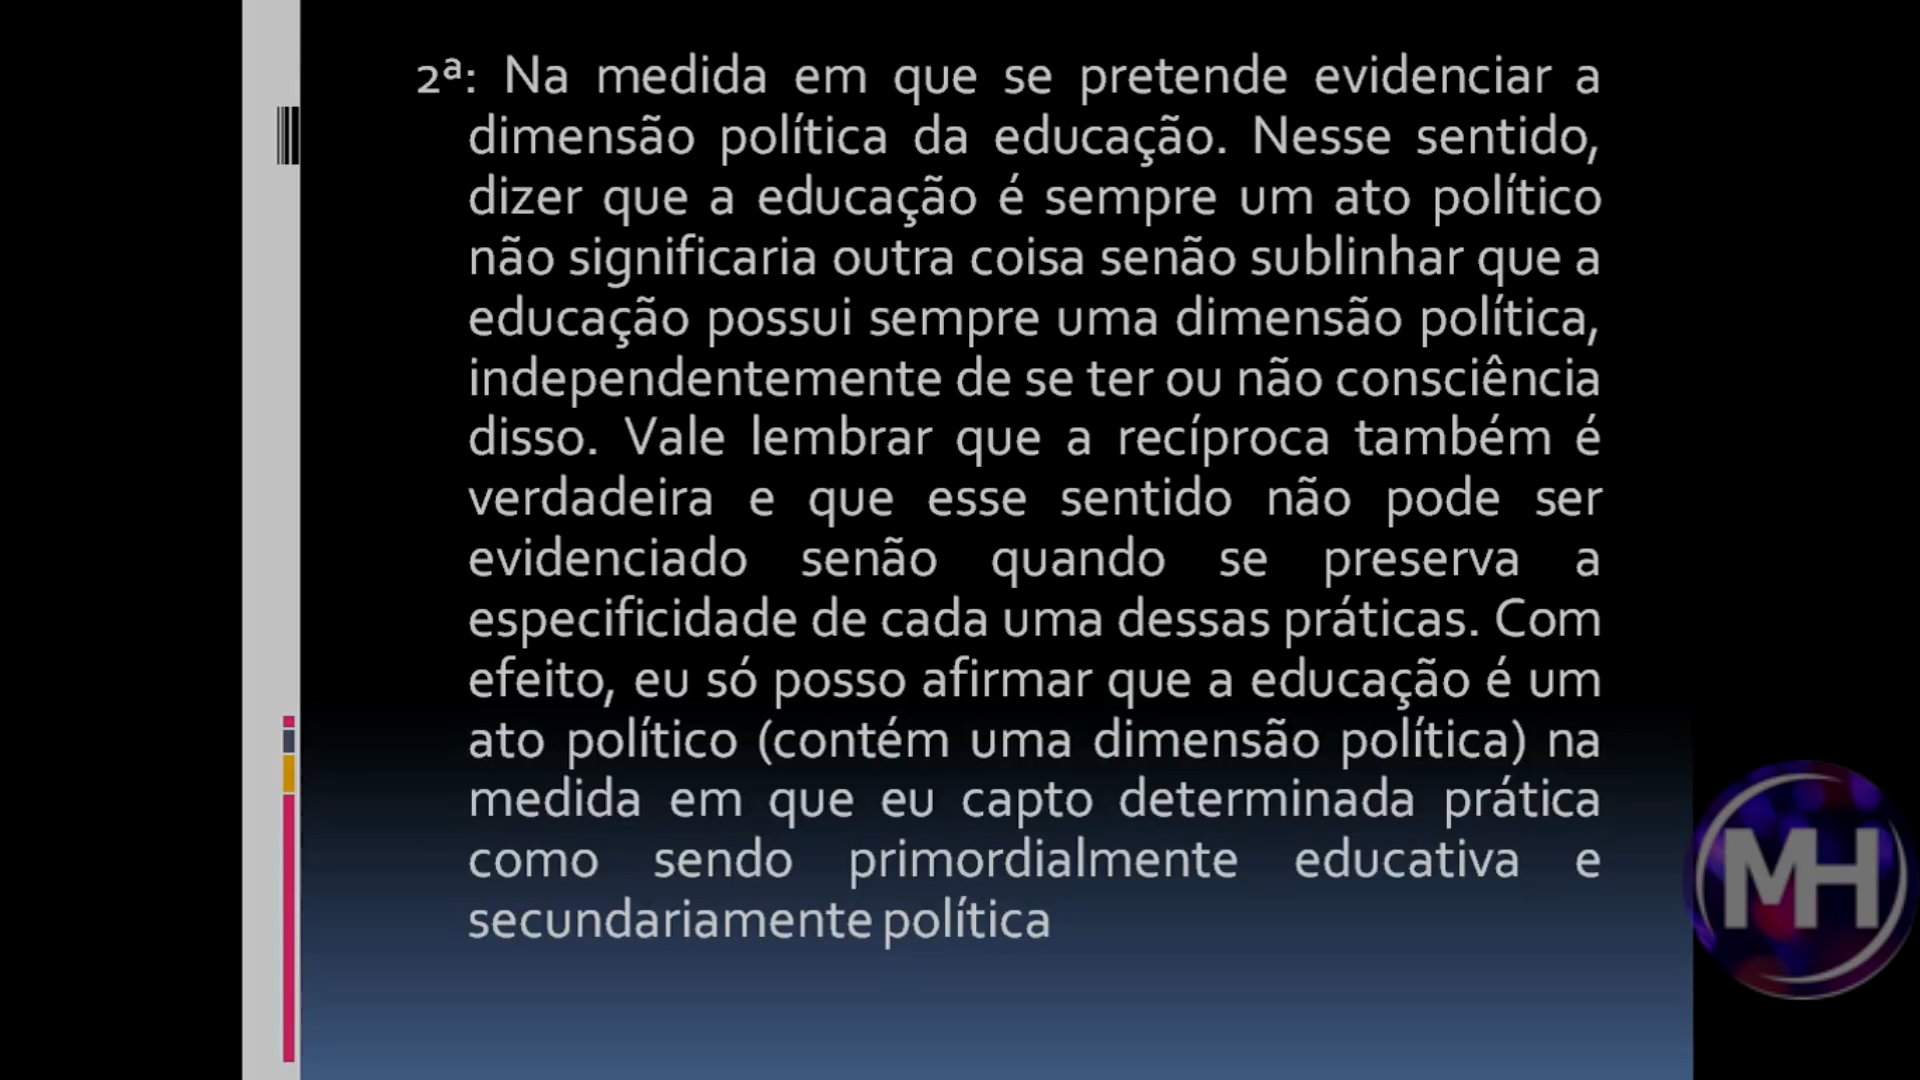 2ª: Na medida em que se pretende evidenciar a
dimensão política da educação. Nesse sentido,
dizer que a educação é sempre um ato político
não significaria outra coisa senão sublinhar que a
educação possui sempre uma dimensão política,
independentemente de se ter ou não consciência
disso. Vale lembrar que a recíproca também é
verdadeira e que esse sentido não pode ser
evidenciado senão quando se preserva a
especificidade de cada uma dessas práticas. Com
efeito, eu só posso afirmar que a educação é um
ato político (contém uma dimensão política) na
medida em que eu capto determinada prática
como sendo primordialmente educativa e
secundariamente política
MH